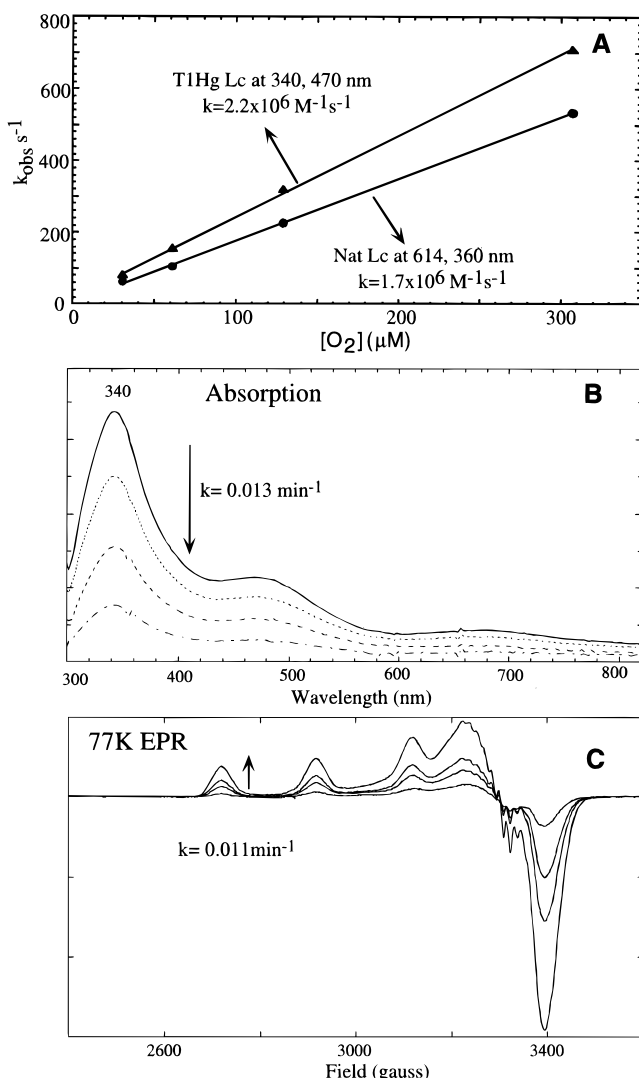 A
800
600
400
200
0
k_obs s^-1
T1Hg Lc at 340, 470 nm
k=2.2x10^6 M^-1s^-1
Nat Lc at 614, 360 nm
k=1.7x10^6 M^-1s^-1
0 100 200 300
[O_2] (μM)
340
Absorption
B
k= 0.013 min^-1
300 400 500 600 700 800
Wavelength (nm)
77K EPR
C
k= 0.011min^-1
2600 3000 3400
Field (gauss)